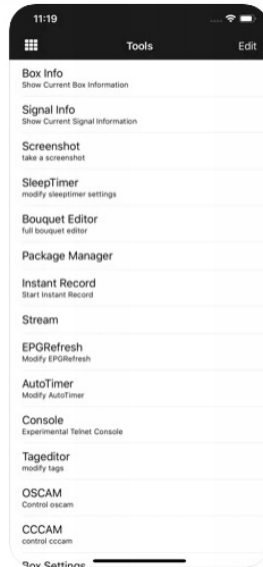 11:19
Tools
Edit
Box Info
Show Current Box Information
Signal Info
Show Current Signal Information
Screenshot
take a screenshot
SleepTimer
modify sleeptimer settings
Bouquet Editor
full bouquet editor
Package Manager
Instant Record
Start Instant Record
Stream
EPGRefresh
Modify EPGRefresh
AutoTimer
Modify AutoTimer
Console
Experimental Telnet Console
Tageditor
modify tags
OSCAM
Control oscam
CCCAM
control cccam
Box Settings